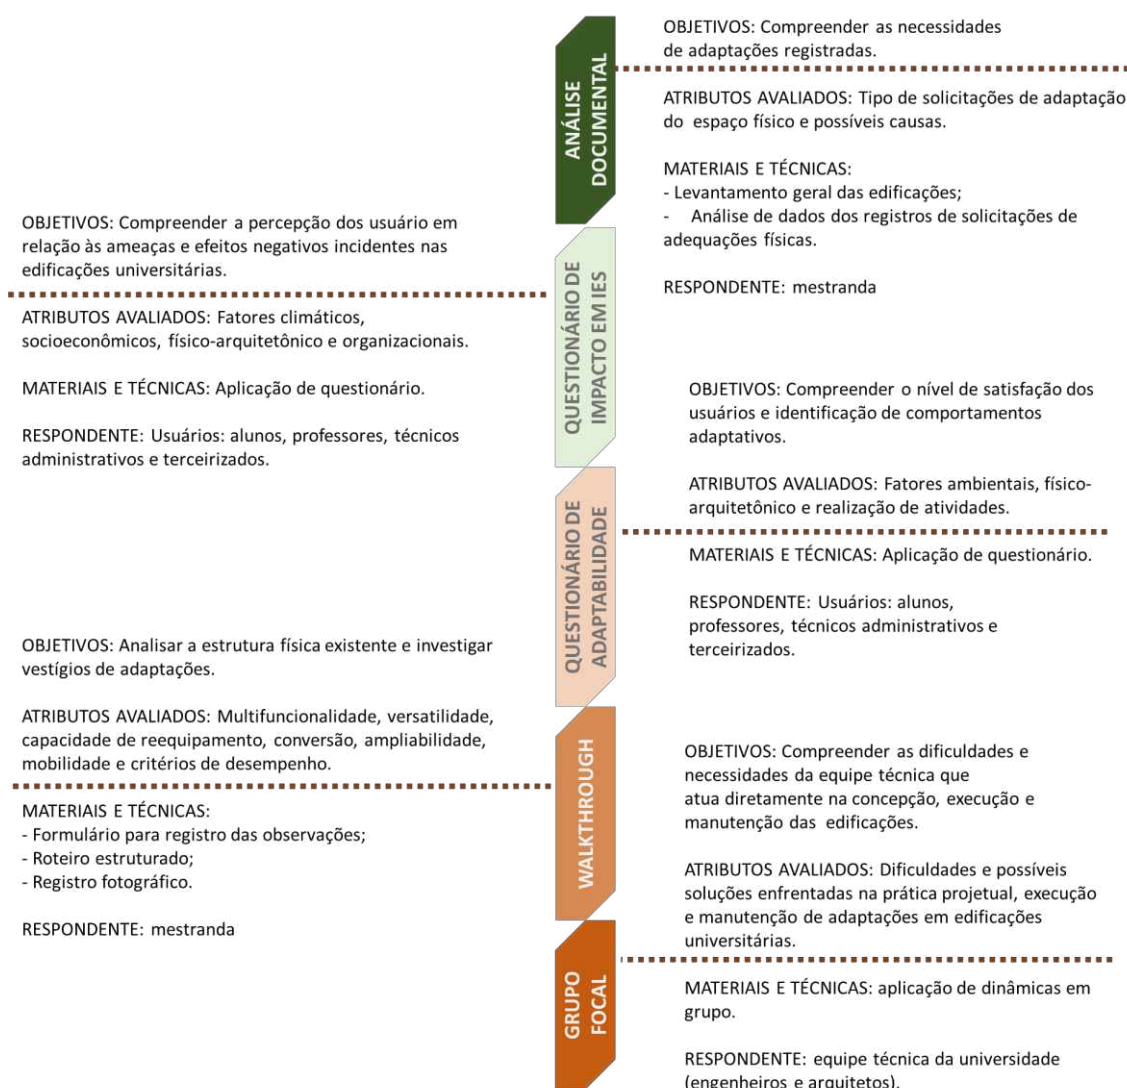 ANÁLISE
DOCUMENTAL
OBJETIVOS: Compreender as necessidades
de adaptações registradas.
ATRIBUTOS AVALIADOS: Tipo de solicitações de adaptação
do espaço físico e possíveis causas.
MATERIAIS E TÉCNICAS:
- Levantamento geral das edificações;
- Análise de dados dos registros de solicitações de
adequações físicas.
RESPONDENTE: mestranda
QUESTIONÁRIO DE
IMPACTO EM IES
OBJETIVOS: Compreender a percepção dos usuário em
relação às ameaças e efeitos negativos incidentes nas
edificações universitárias.
ATRIBUTOS AVALIADOS: Fatores climáticos,
socioeconômicos, físico-arquitetônico e organizacionais.
MATERIAIS E TÉCNICAS: Aplicação de questionário.
RESPONDENTE: Usuários: alunos, professores, técnicos
administrativos e terceirizados.
QUESTIONÁRIO DE
ADAPTABILIDADE
OBJETIVOS: Compreender o nível de satisfação dos
usuários e identificação de comportamentos
adaptativos.
ATRIBUTOS AVALIADOS: Fatores ambientais, físico-
arquitetônico e realização de atividades.
MATERIAIS E TÉCNICAS: Aplicação de questionário.
RESPONDENTE: Usuários: alunos,
professores, técnicos administrativos e
terceirizados.
WALKTHROUGH
OBJETIVOS: Analisar a estrutura física existente e investigar
vestígios de adaptações.
ATRIBUTOS AVALIADOS: Multifuncionalidade, versatilidade,
capacidade de reequipamento, conversão, ampliabilidade,
mobilidade e critérios de desempenho.
MATERIAIS E TÉCNICAS:
- Formulário para registro das observações;
- Roteiro estruturado;
- Registro fotográfico.
RESPONDENTE: mestranda
GRUPO
FOCAL
OBJETIVOS: Compreender as dificuldades e
necessidades da equipe técnica que
atua diretamente na concepção, execução e
manutenção das edificações.
ATRIBUTOS AVALIADOS: Dificuldades e possíveis
soluções enfrentadas na prática projetual, execução
e manutenção de adaptações em edificações
universitárias.
MATERIAIS E TÉCNICAS: aplicação de dinâmicas em
grupo.
RESPONDENTE: equipe técnica da universidade
(engenheiros e arquitetos).